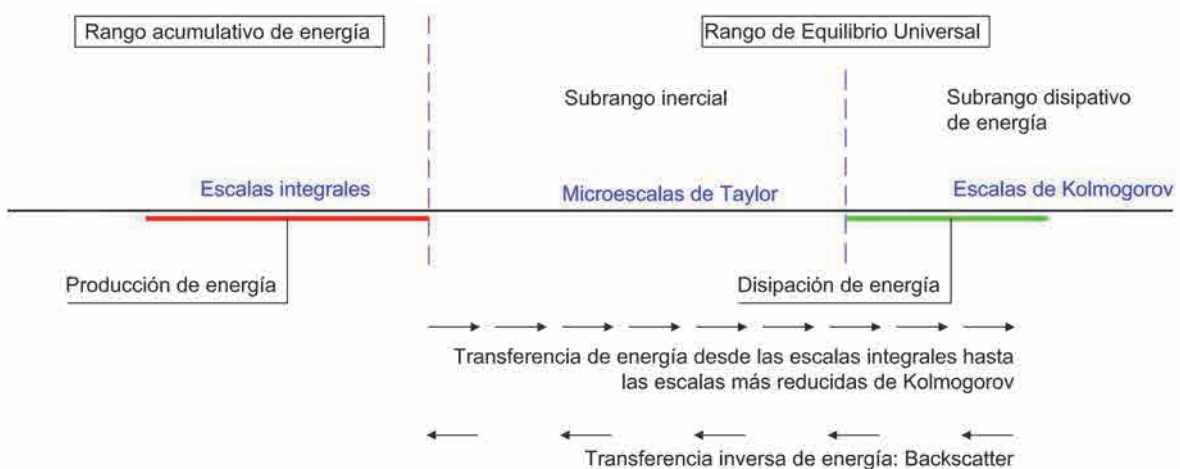 Rango acumulativo de energía
Rango de Equilibrio Universal
Subrango inercial
Subrango disipativo
de energía
Escalas integrales
Microescalas de Taylor
Escalas de Kolmogorov
Producción de energía
Disipación de energía
Transferencia de energía desde las escalas integrales hasta
las escalas más reducidas de Kolmogorov
Transferencia inversa de energía: Backscatter